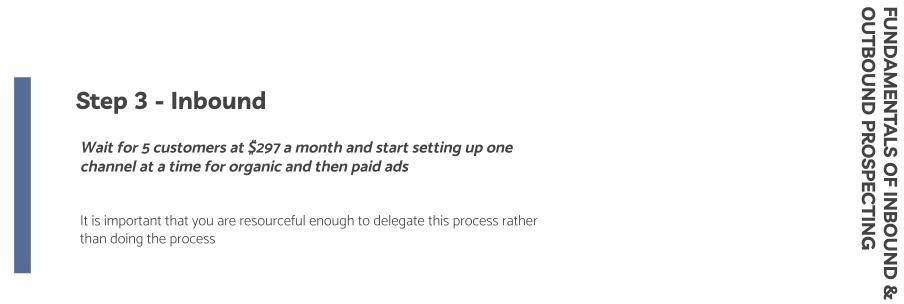 Step 3 - Inbound
Wait for 5 customers at $297 a month and start setting up one
channel at a time for organic and then paid ads
It is important that you are resourceful enough to delegate this process rather
than doing the process
FUNDAMENTALS OF INBOUND &
OUTBOUND PROSPECTING